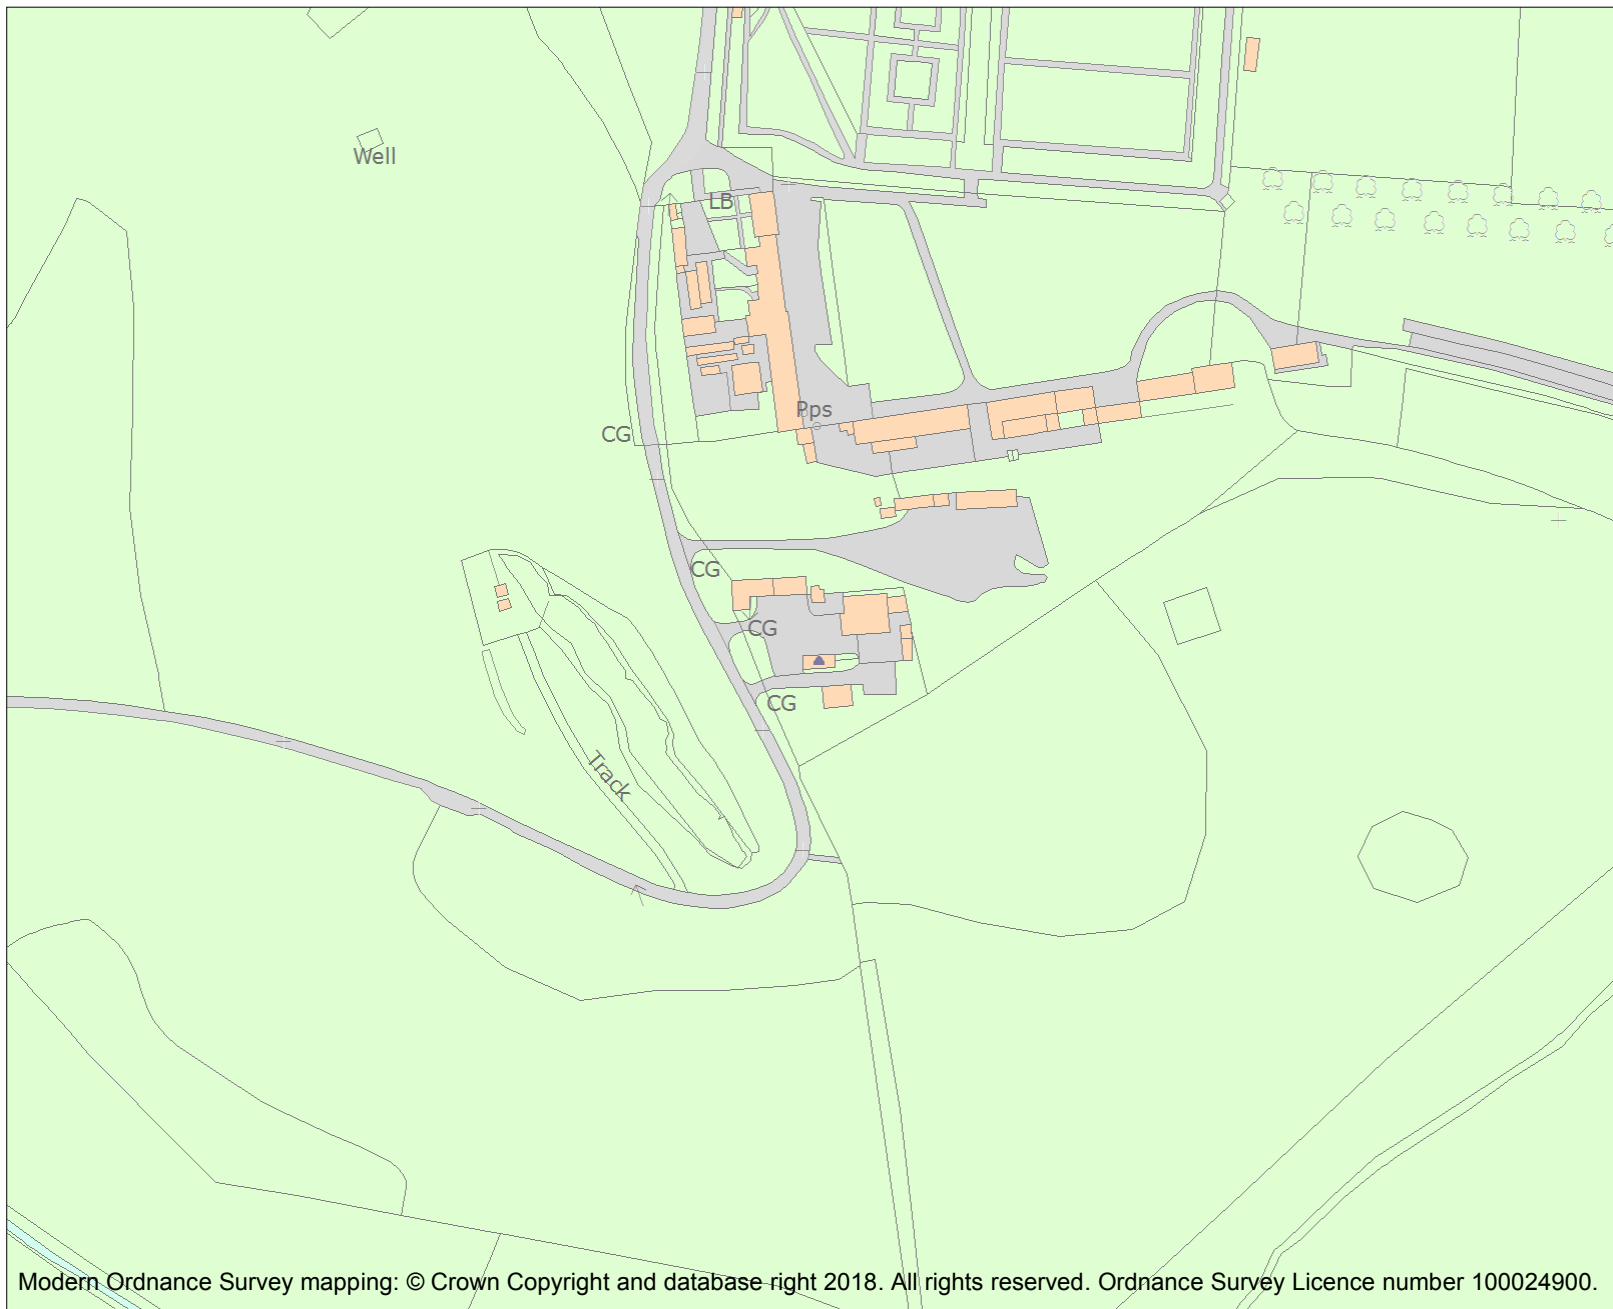 Well
LB
Pps
CG
CG
CG
CG
Track
Modern Ordnance Survey mapping: © Crown Copyright and database right 2018. All rights reserved. Ordnance Survey Licence number 100024900.